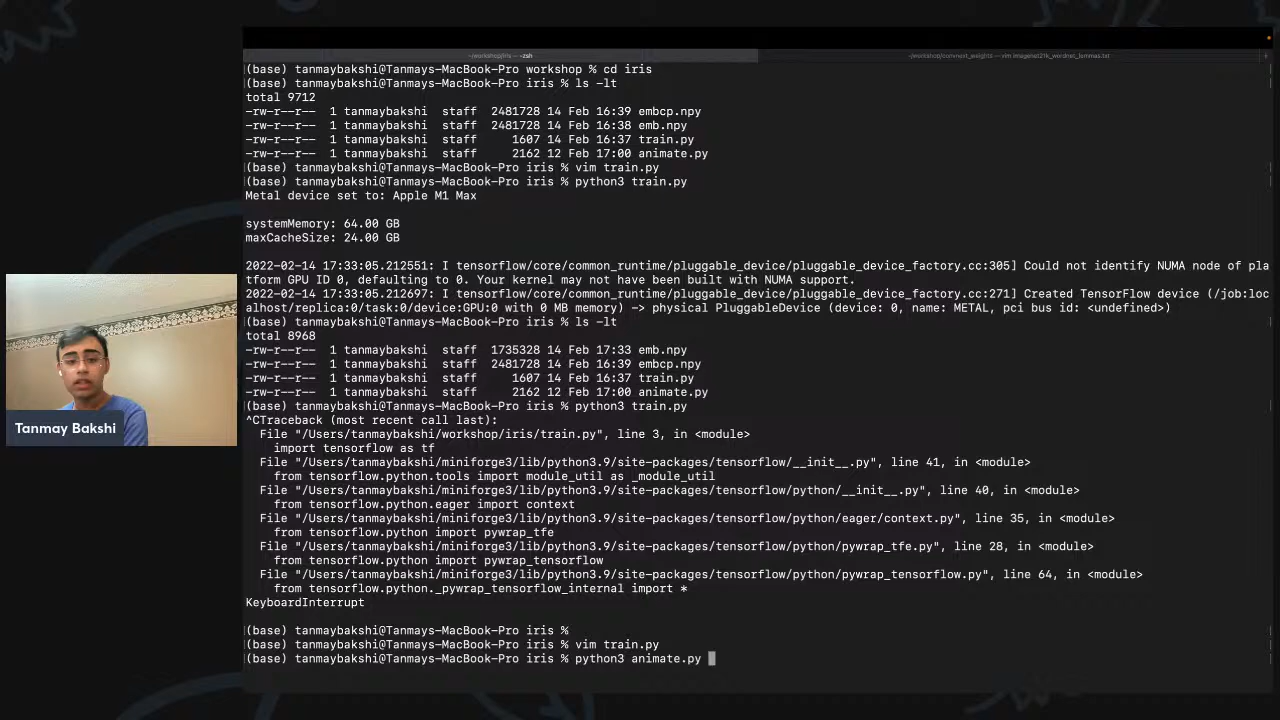 ~/workshop/iris — -zsh
~/workshop/convnext_weights — vim imagenet21k_wordnet_lemmas.txt
+
(base) tanmaybakshi@Tanmays-MacBook-Pro workshop % cd iris
(base) tanmaybakshi@Tanmays-MacBook-Pro iris % ls -lt
total 9712
-rw-r--r-- 1 tanmaybakshi staff 2481728 14 Feb 16:39 embcp.npy
-rw-r--r-- 1 tanmaybakshi staff 2481728 14 Feb 16:38 emb.npy
-rw-r--r-- 1 tanmaybakshi staff 1607 14 Feb 16:37 train.py
-rw-r--r-- 1 tanmaybakshi staff 2162 12 Feb 17:00 animate.py
(base) tanmaybakshi@Tanmays-MacBook-Pro iris % vim train.py
(base) tanmaybakshi@Tanmays-MacBook-Pro iris % python3 train.py
Metal device set to: Apple M1 Max
systemMemory: 64.00 GB
maxCacheSize: 24.00 GB
2022-02-14 17:33:05.212551: I tensorflow/core/common_runtime/pluggable_device/pluggable_device_factory.cc:305] Could not identify NUMA node of pla
tform GPU ID 0, defaulting to 0. Your kernel may not have been built with NUMA support.
2022-02-14 17:33:05.212697: I tensorflow/core/common_runtime/pluggable_device/pluggable_device_factory.cc:271] Created TensorFlow device (/job:loc
alhost/replica:0/task:0/device:GPU:0 with 0 MB memory) -> physical PluggableDevice (device: 0, name: METAL, pci bus id: <undefined>)
(base) tanmaybakshi@Tanmays-MacBook-Pro iris % ls -lt
total 8968
-rw-r--r-- 1 tanmaybakshi staff 1735328 14 Feb 17:33 emb.npy
-rw-r--r-- 1 tanmaybakshi staff 2481728 14 Feb 16:39 embcp.npy
-rw-r--r-- 1 tanmaybakshi staff 1607 14 Feb 16:37 train.py
-rw-r--r-- 1 tanmaybakshi staff 2162 12 Feb 17:00 animate.py
(base) tanmaybakshi@Tanmays-MacBook-Pro iris % python3 train.py
^CTraceback (most recent call last):
File "/Users/tanmaybakshi/workshop/iris/train.py", line 3, in <module>
import tensorflow as tf
File "/Users/tanmaybakshi/miniforge3/lib/python3.9/site-packages/tensorflow/__init__.py", line 41, in <module>
from tensorflow.python.tools import module_util as _module_util
File "/Users/tanmaybakshi/miniforge3/lib/python3.9/site-packages/tensorflow/python/__init__.py", line 40, in <module>
from tensorflow.python.eager import context
File "/Users/tanmaybakshi/miniforge3/lib/python3.9/site-packages/tensorflow/python/eager/context.py", line 35, in <module>
from tensorflow.python import pywrap_tfe
File "/Users/tanmaybakshi/miniforge3/lib/python3.9/site-packages/tensorflow/python/pywrap_tfe.py", line 28, in <module>
from tensorflow.python import pywrap_tensorflow
File "/Users/tanmaybakshi/miniforge3/lib/python3.9/site-packages/tensorflow/python/pywrap_tensorflow.py", line 64, in <module>
from tensorflow.python._pywrap_tensorflow_internal import *
KeyboardInterrupt
(base) tanmaybakshi@Tanmays-MacBook-Pro iris %
(base) tanmaybakshi@Tanmays-MacBook-Pro iris % vim train.py
(base) tanmaybakshi@Tanmays-MacBook-Pro iris % python3 animate.py
Tanmay Bakshi